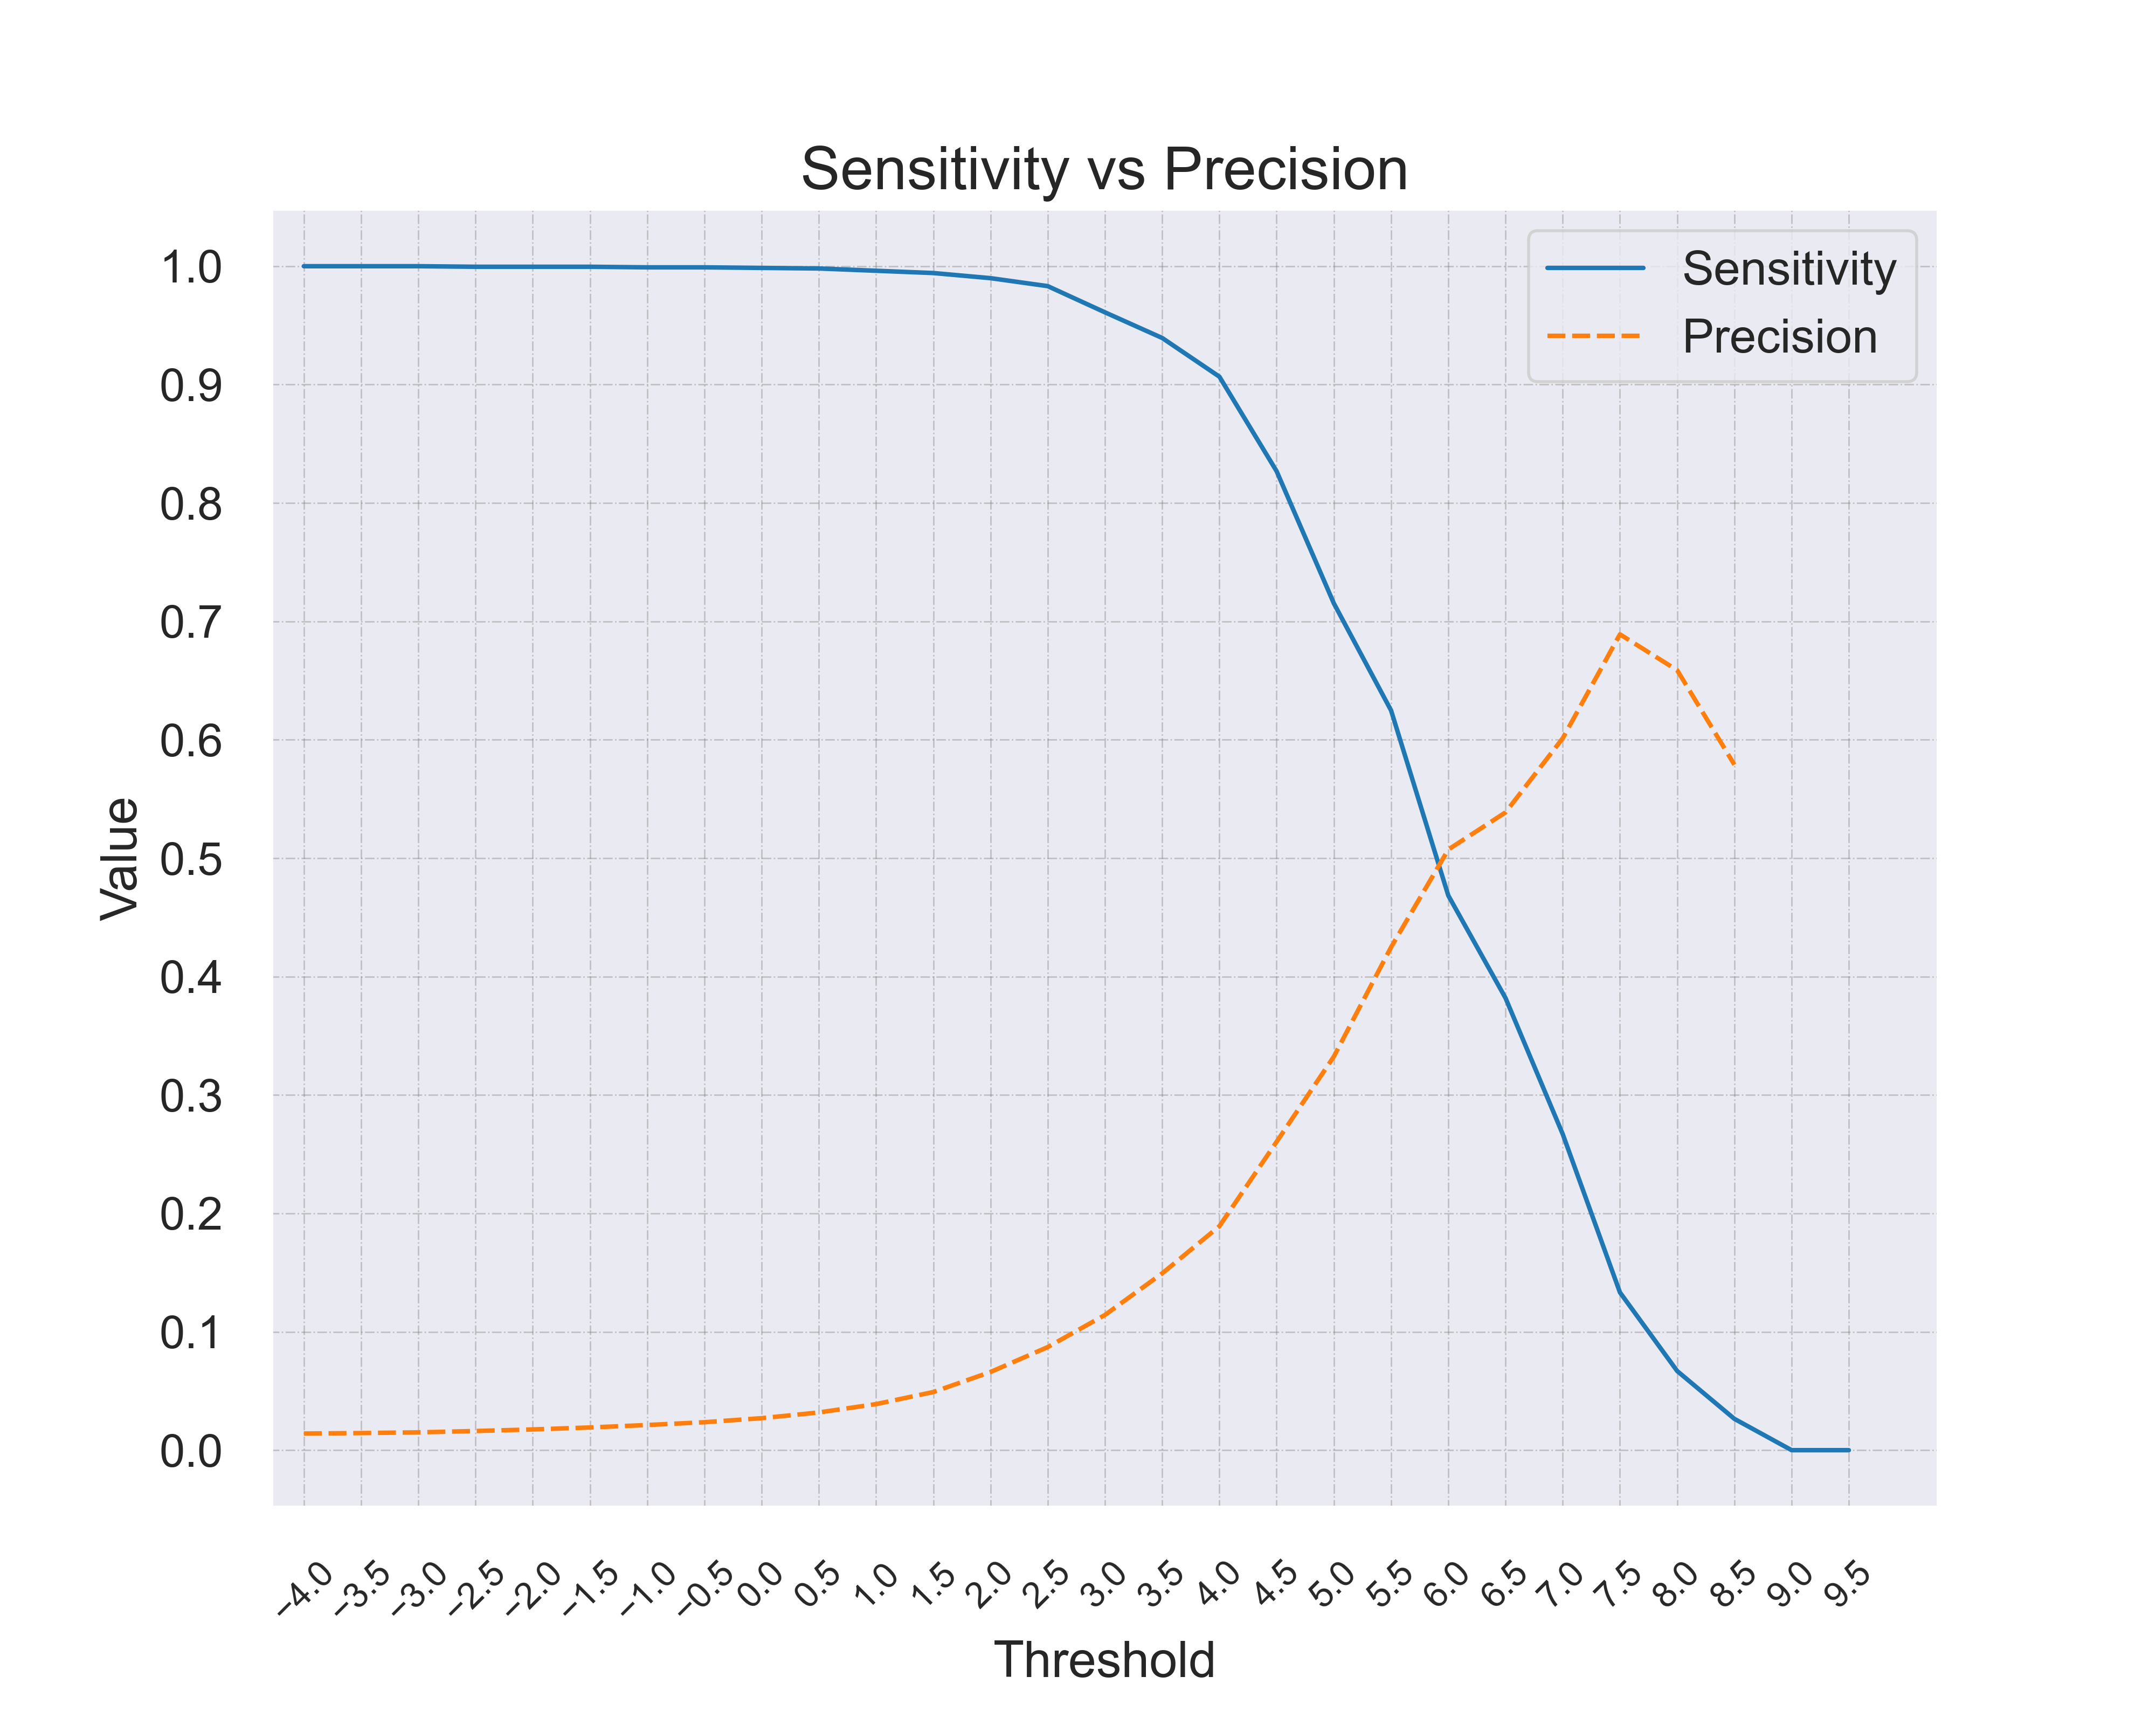 Sensitivity vs Precision
Sensitivity
Precision
1.0
0.9
0.8
0.7
0.6
0.5
0.4
0.3
0.2
0.1
0.0
Value
−4.0 −3.5 −3.0 −2.5 −2.0 −1.5 −1.0 −0.5 0.0 0.5 1.0 1.5 2.0 2.5 3.0 3.5 4.0 4.5 5.0 5.5 6.0 6.5 7.0 7.5 8.0 8.5 9.0 9.5
Threshold